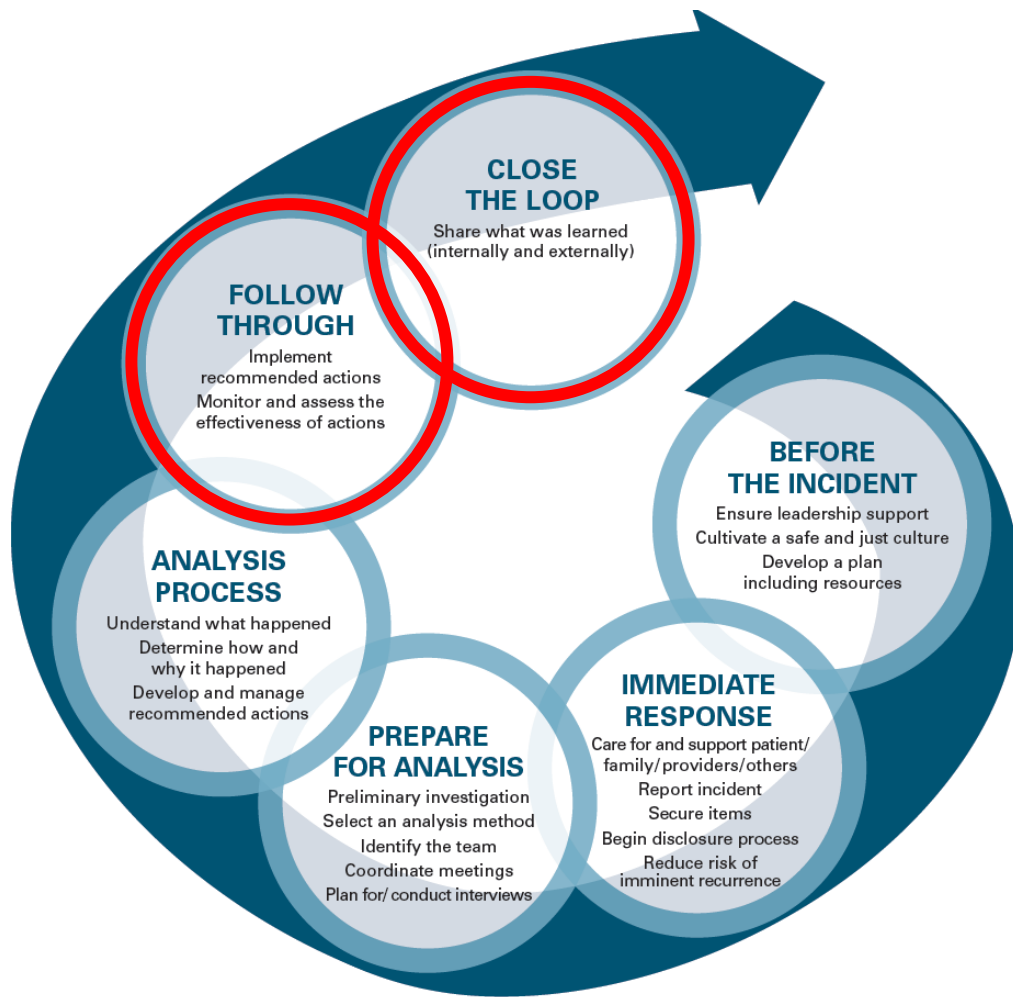 CLOSE
THE LOOP
Share what was learned
(internally and externally)
FOLLOW
THROUGH
Implement
recommended actions
Monitor and assess the
effectiveness of actions
BEFORE
THE INCIDENT
Ensure leadership support
Cultivate a safe and just culture
Develop a plan
including resources
ANALYSIS
PROCESS
Understand what happened
Determine how and
why it happened
Develop and manage
recommended actions
IMMEDIATE
RESPONSE
Care for and support patient/
family/providers/others
Report incident
Secure items
Begin disclosure process
Reduce risk of
imminent recurrence
PREPARE
FOR ANALYSIS
Preliminary investigation
Select an analysis method
Identify the team
Coordinate meetings
Plan for/conduct interviews